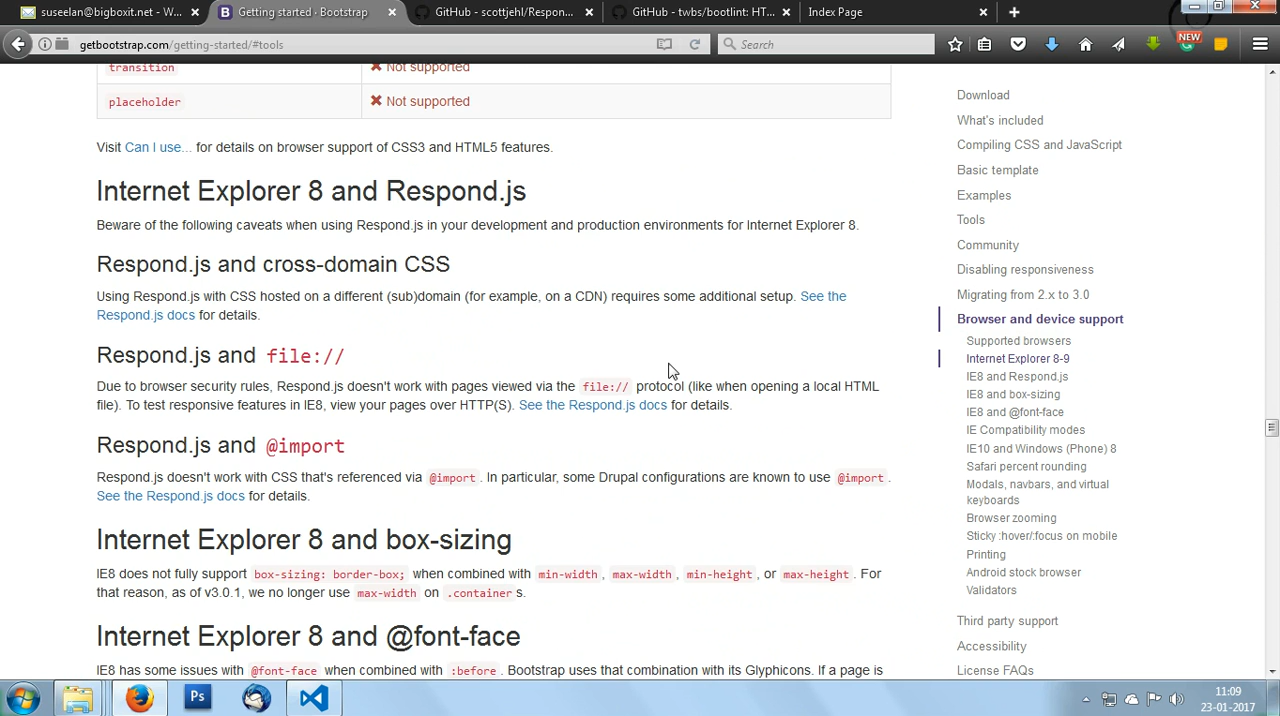 suseelan@bigboxit.net - W...
Getting started · Bootstrap
GitHub - scottjehl/Respon...
GitHub - twbs/bootlint: HT...
Index Page
getbootstrap.com/getting-started/#tools
Search
NEW
transition
Not supported
placeholder
Not supported
Visit Can I use... for details on browser support of CSS3 and HTML5 features.
Internet Explorer 8 and Respond.js
Beware of the following caveats when using Respond.js in your development and production environments for Internet Explorer 8.
Respond.js and cross-domain CSS
Using Respond.js with CSS hosted on a different (sub)domain (for example, on a CDN) requires some additional setup. See the
Respond.js docs for details.
Respond.js and file://
Due to browser security rules, Respond.js doesn't work with pages viewed via the file:// protocol (like when opening a local HTML
file). To test responsive features in IE8, view your pages over HTTP(S). See the Respond.js docs for details.
Respond.js and @import
Respond.js doesn't work with CSS that's referenced via @import. In particular, some Drupal configurations are known to use @import.
See the Respond.js docs for details.
Internet Explorer 8 and box-sizing
IE8 does not fully support box-sizing: border-box; when combined with min-width, max-width, min-height, or max-height. For
that reason, as of v3.0.1, we no longer use max-width on .containers.
Internet Explorer 8 and @font-face
IE8 has some issues with @font-face when combined with :before. Bootstrap uses that combination with its Glyphicons. If a page is
Download
What's included
Compiling CSS and JavaScript
Basic template
Examples
Tools
Community
Disabling responsiveness
Migrating from 2.x to 3.0
Browser and device support
Supported browsers
Internet Explorer 8-9
IE8 and Respond.js
IE8 and box-sizing
IE8 and @font-face
IE Compatibility modes
IE10 and Windows (Phone) 8
Safari percent rounding
Modals, navbars, and virtual
keyboards
Browser zooming
Sticky :hover/:focus on mobile
Printing
Android stock browser
Validators
Third party support
Accessibility
License FAQs
Ps
11:09
23-01-2017